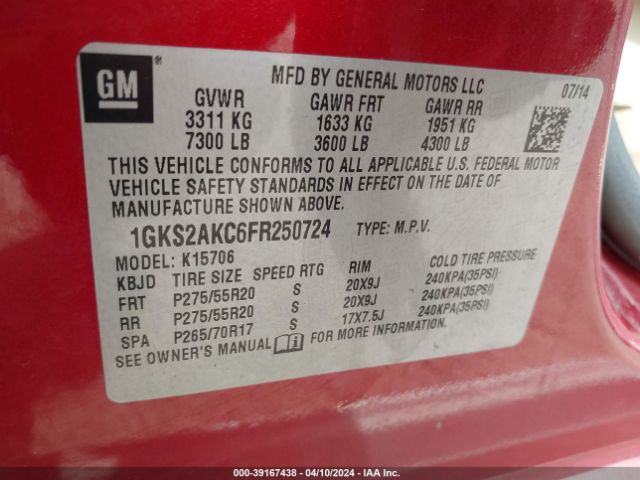 GM
MFD BY GENERAL MOTORS LLC
07/14
GVWR GAWR FRT GAWR RR
3311 KG 1633 KG 1951 KG
7300 LB 3600 LB 4300 LB
THIS VEHICLE CONFORMS TO ALL APPLICABLE U.S. FEDERAL MOTOR
VEHICLE SAFETY STANDARDS IN EFFECT ON THE DATE OF
MANUFACTURE SHOWN ABOVE.
1GKS2AKC6FR250724 TYPE: M.P.V.
MODEL: K15706
KBJD TIRE SIZE SPEED RTG RIM COLD TIRE PRESSURE
FRT P275/55R20 S 20X9J 240KPA(35PSI)
RR P275/55R20 S 20X9J 240KPA(35PSI)
SPA P265/70R17 S 17X7.5J 240KPA(35PSI)
SEE OWNER'S MANUAL i FOR MORE INFORMATION.
000-39167438 - 04/10/2024 - IAA Inc.